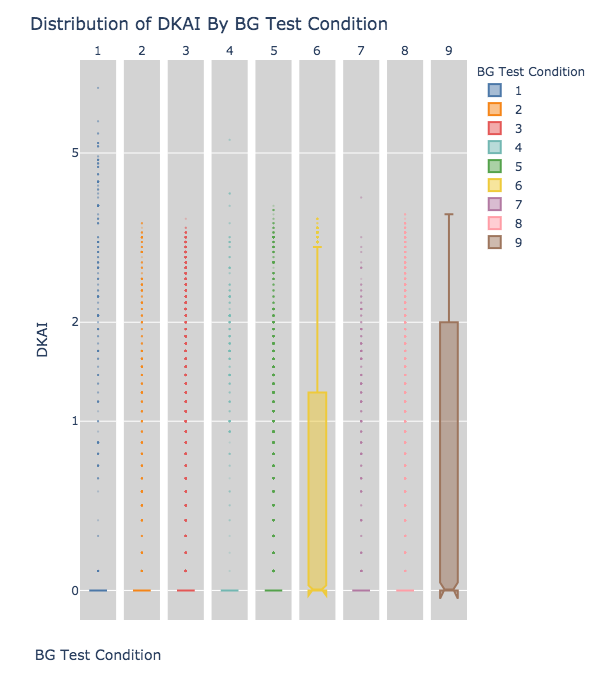 Distribution of DKAI By BG Test Condition
1 2 3 4 5 6 7 8 9
BG Test Condition
1
2
3
4
5
6
7
8
9
5
2
1
0
DKAI
BG Test Condition